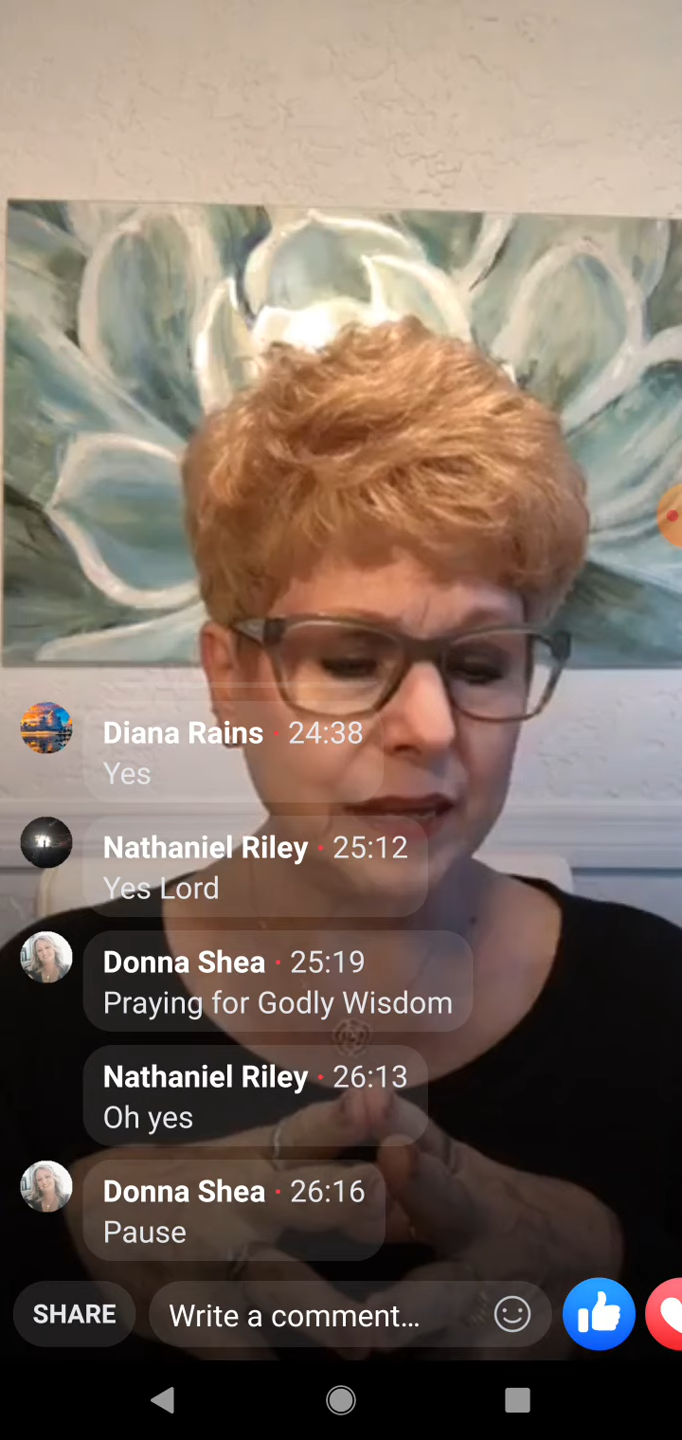 Diana Rains · 24:38
Yes
Nathaniel Riley · 25:12
Yes Lord
Donna Shea · 25:19
Praying for Godly Wisdom
Nathaniel Riley · 26:13
Oh yes
Donna Shea · 26:16
Pause
SHARE
Write a comment...